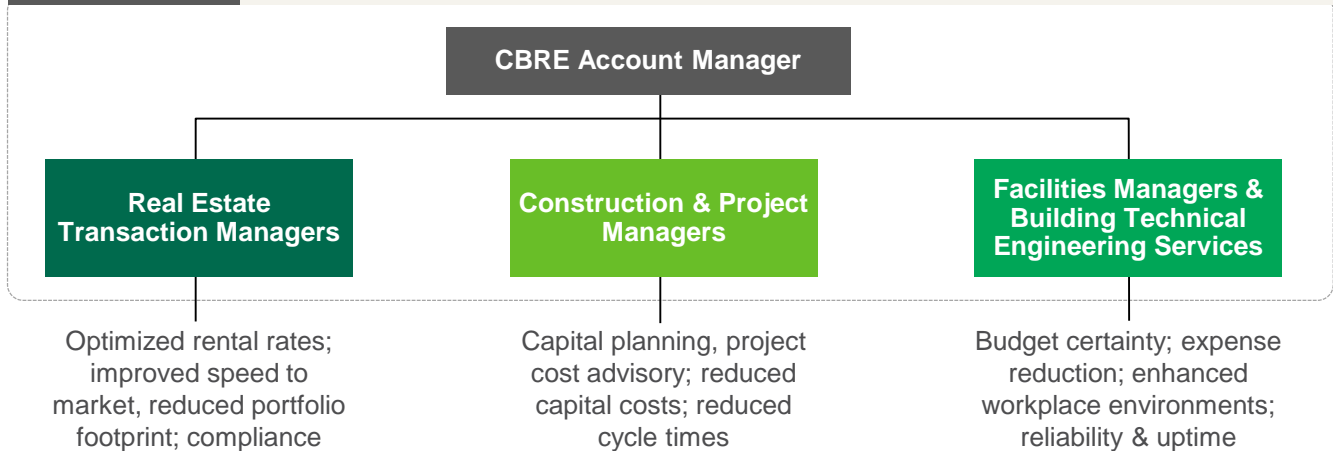 CBRE Account Manager
Real Estate
Transaction Managers
Construction & Project
Managers
Facilities Managers &
Building Technical
Engineering Services
Optimized rental rates;
improved speed to
market, reduced portfolio
footprint; compliance
Capital planning, project
cost advisory; reduced
capital costs; reduced
cycle times
Budget certainty; expense
reduction; enhanced
workplace environments;
reliability & uptime